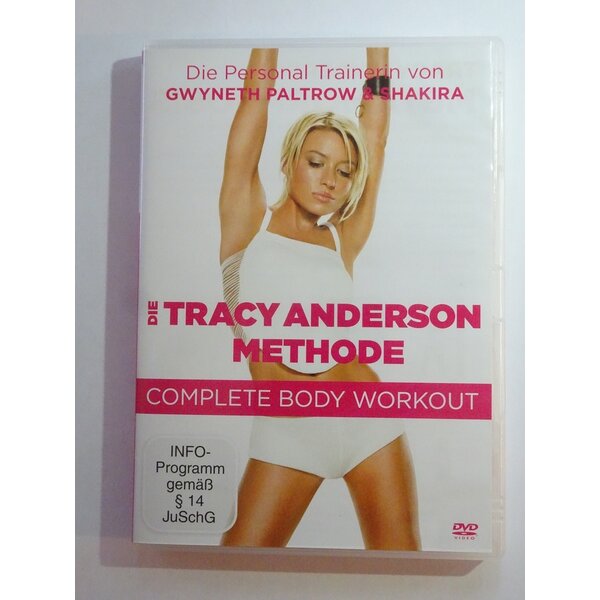 Die Personal Trainerin von
GWYNETH PALTROW & SHAKIRA
DIE TRACY ANDERSON
METHODE
COMPLETE BODY WORKOUT
INFO-
Programm
gemäß
§ 14
JuSchG
DVD
VIDEO